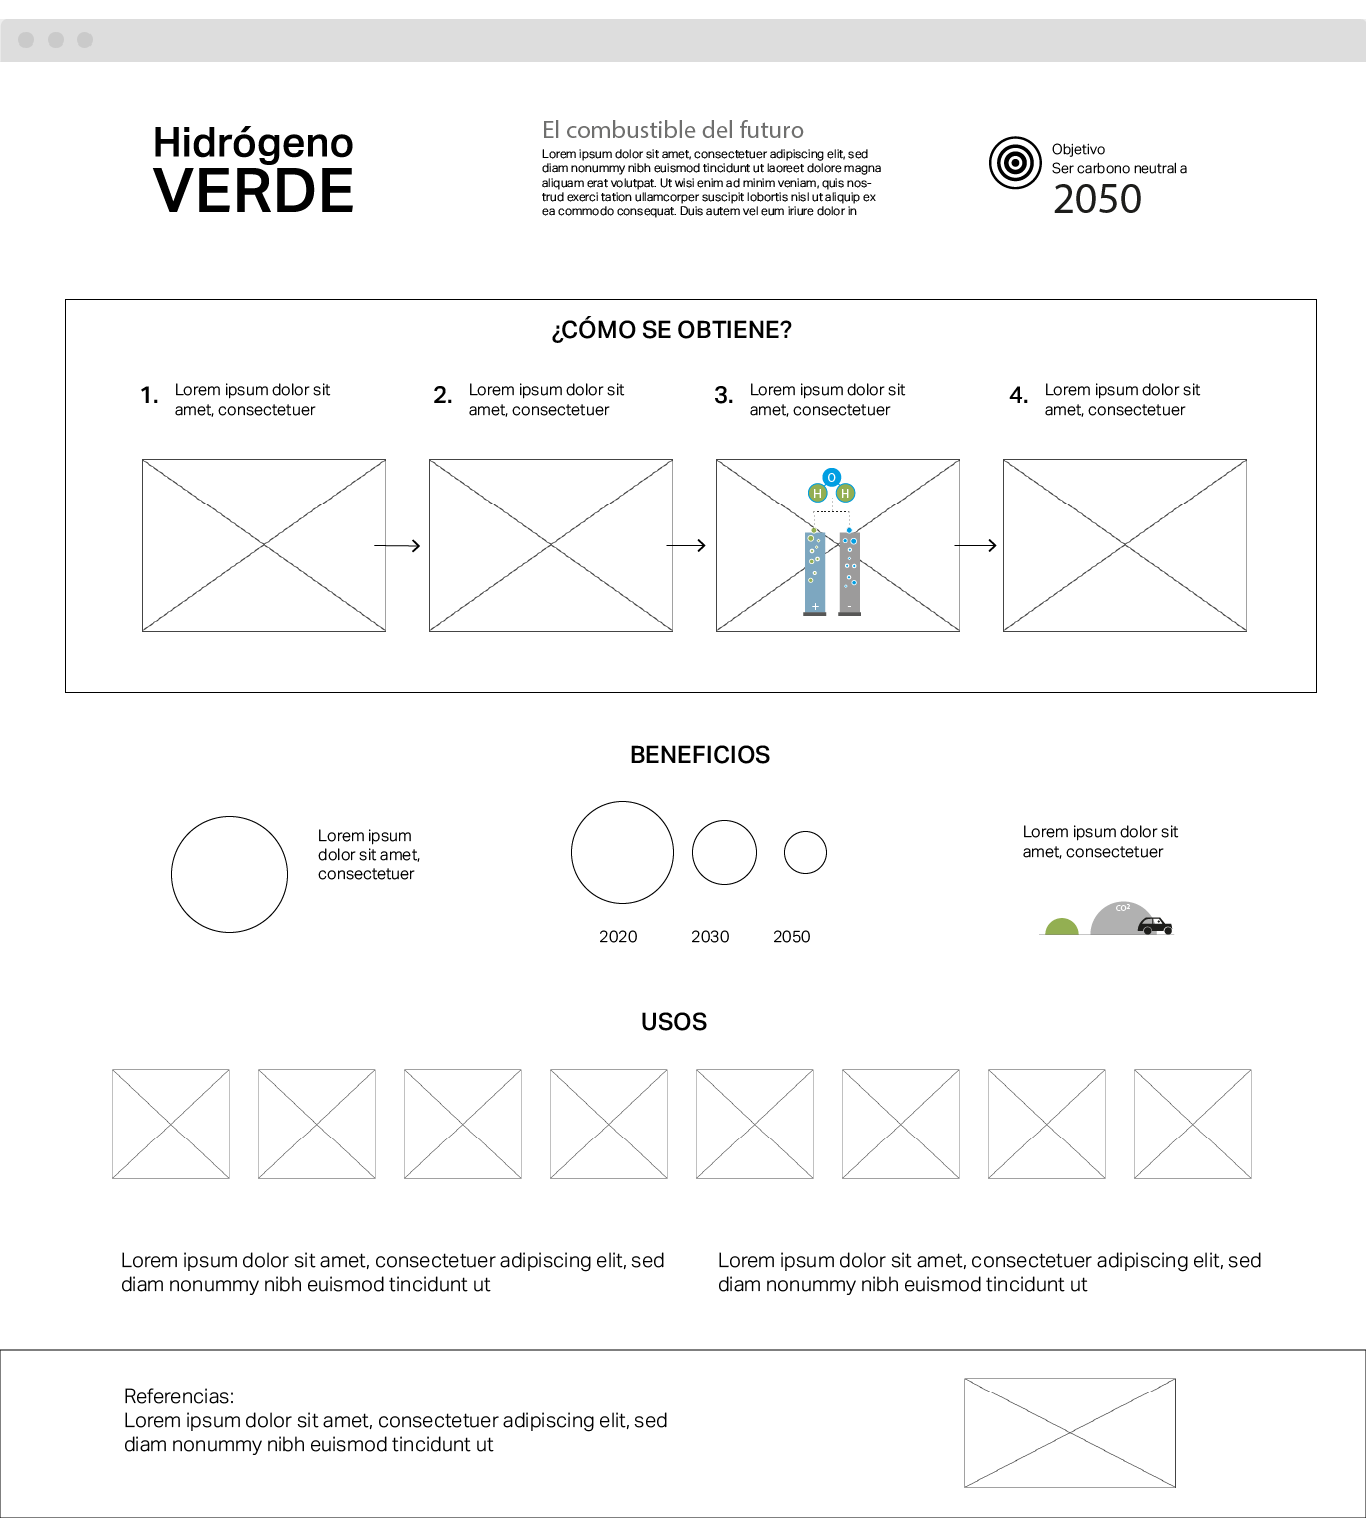 Hidrógeno
VERDE
El combustible del futuro
Lorem ipsum dolor sit amet, consectetuer adipiscing elit, sed
diam nonummy nibh euismod tincidunt ut laoreet dolore magna
aliquam erat volutpat. Ut wisi enim ad minim veniam, quis nos-
trud exerci tation ullamcorper suscipit lobortis nisl ut aliquip ex
ea commodo consequat. Duis autem vel eum iriure dolor in
Objetivo
Ser carbono neutral a
2050
¿CÓMO SE OBTIENE?
1. Lorem ipsum dolor sit
amet, consectetuer
2. Lorem ipsum dolor sit
amet, consectetuer
3. Lorem ipsum dolor sit
amet, consectetuer
4. Lorem ipsum dolor sit
amet, consectetuer
O
H H
+ -
BENEFICIOS
Lorem ipsum
dolor sit amet,
consectetuer
2020 2030 2050
Lorem ipsum dolor sit
amet, consectetuer
CO²
USOS
Lorem ipsum dolor sit amet, consectetuer adipiscing elit, sed
diam nonummy nibh euismod tincidunt ut
Lorem ipsum dolor sit amet, consectetuer adipiscing elit, sed
diam nonummy nibh euismod tincidunt ut
Referencias:
Lorem ipsum dolor sit amet, consectetuer adipiscing elit, sed
diam nonummy nibh euismod tincidunt ut